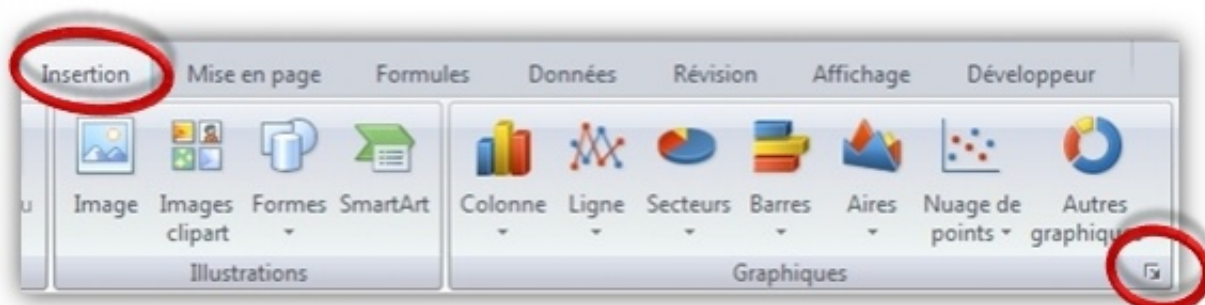 Insertion Mise en page Formules Données Révision Affichage Développeur
u Image Images Formes SmartArt Colonne Ligne Secteurs Barres Aires Nuage de Autres
clipart points graphiques
Illustrations Graphiques